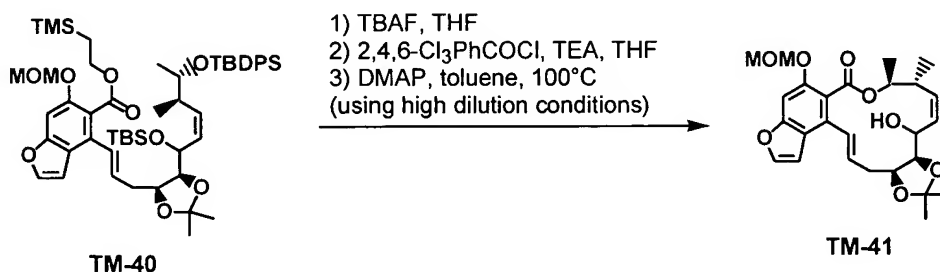 1) TBAF, THF
2) 2,4,6-Cl₃PhCOCl, TEA, THF
3) DMAP, toluene, 100°C
(using high dilution conditions)
TMS
OTBDPS
MOMO
O
O
TBSO
O
O
O
TM-40
MOMO
O
O
HO
O
O
O
TM-41